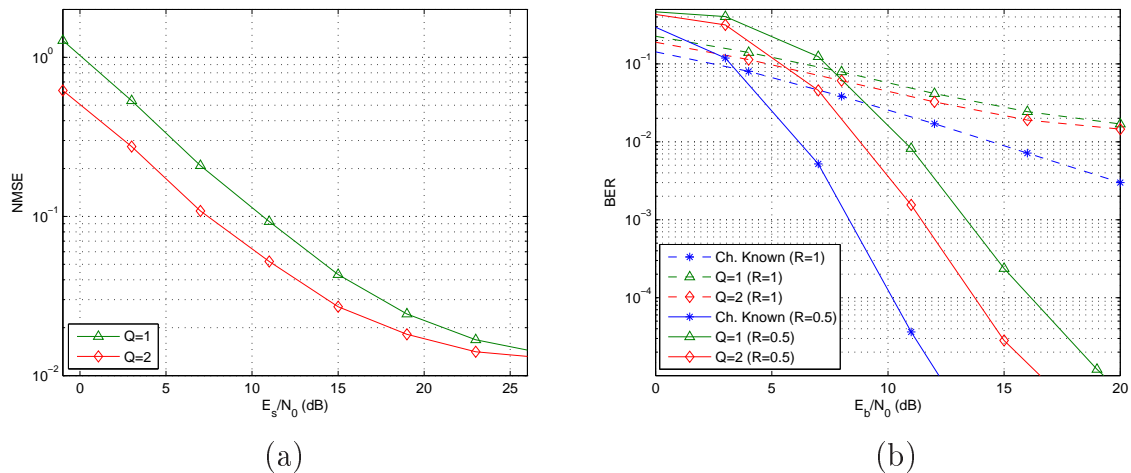 10^0
10^-1
10^-2
NMSE
0 5 10 15 20 25
E_s/N_0 (dB)
Q=1
Q=2
(a)
10^-1
10^-2
10^-3
10^-4
BER
0 5 10 15 20
E_b/N_0 (dB)
Ch. Known (R=1)
Q=1 (R=1)
Q=2 (R=1)
Ch. Known (R=0.5)
Q=1 (R=0.5)
Q=2 (R=0.5)
(b)